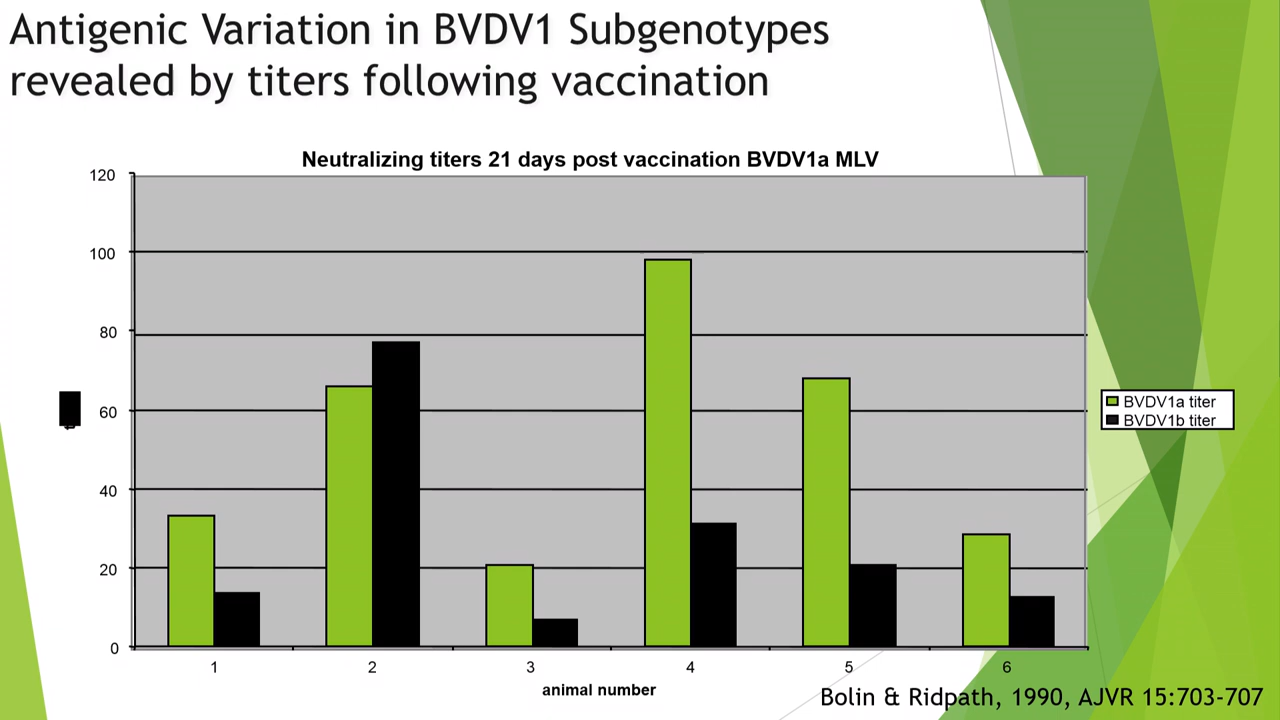 Antigenic Variation in BVDV1 Subgenotypes
revealed by titers following vaccination
Neutralizing titers 21 days post vaccination BVDV1a MLV
120
100
80
60
40
20
0
1 2 3 4 5 6
animal number
BVDV1a titer
BVDV1b titer
Bolin & Ridpath, 1990, AJVR 15:703-707